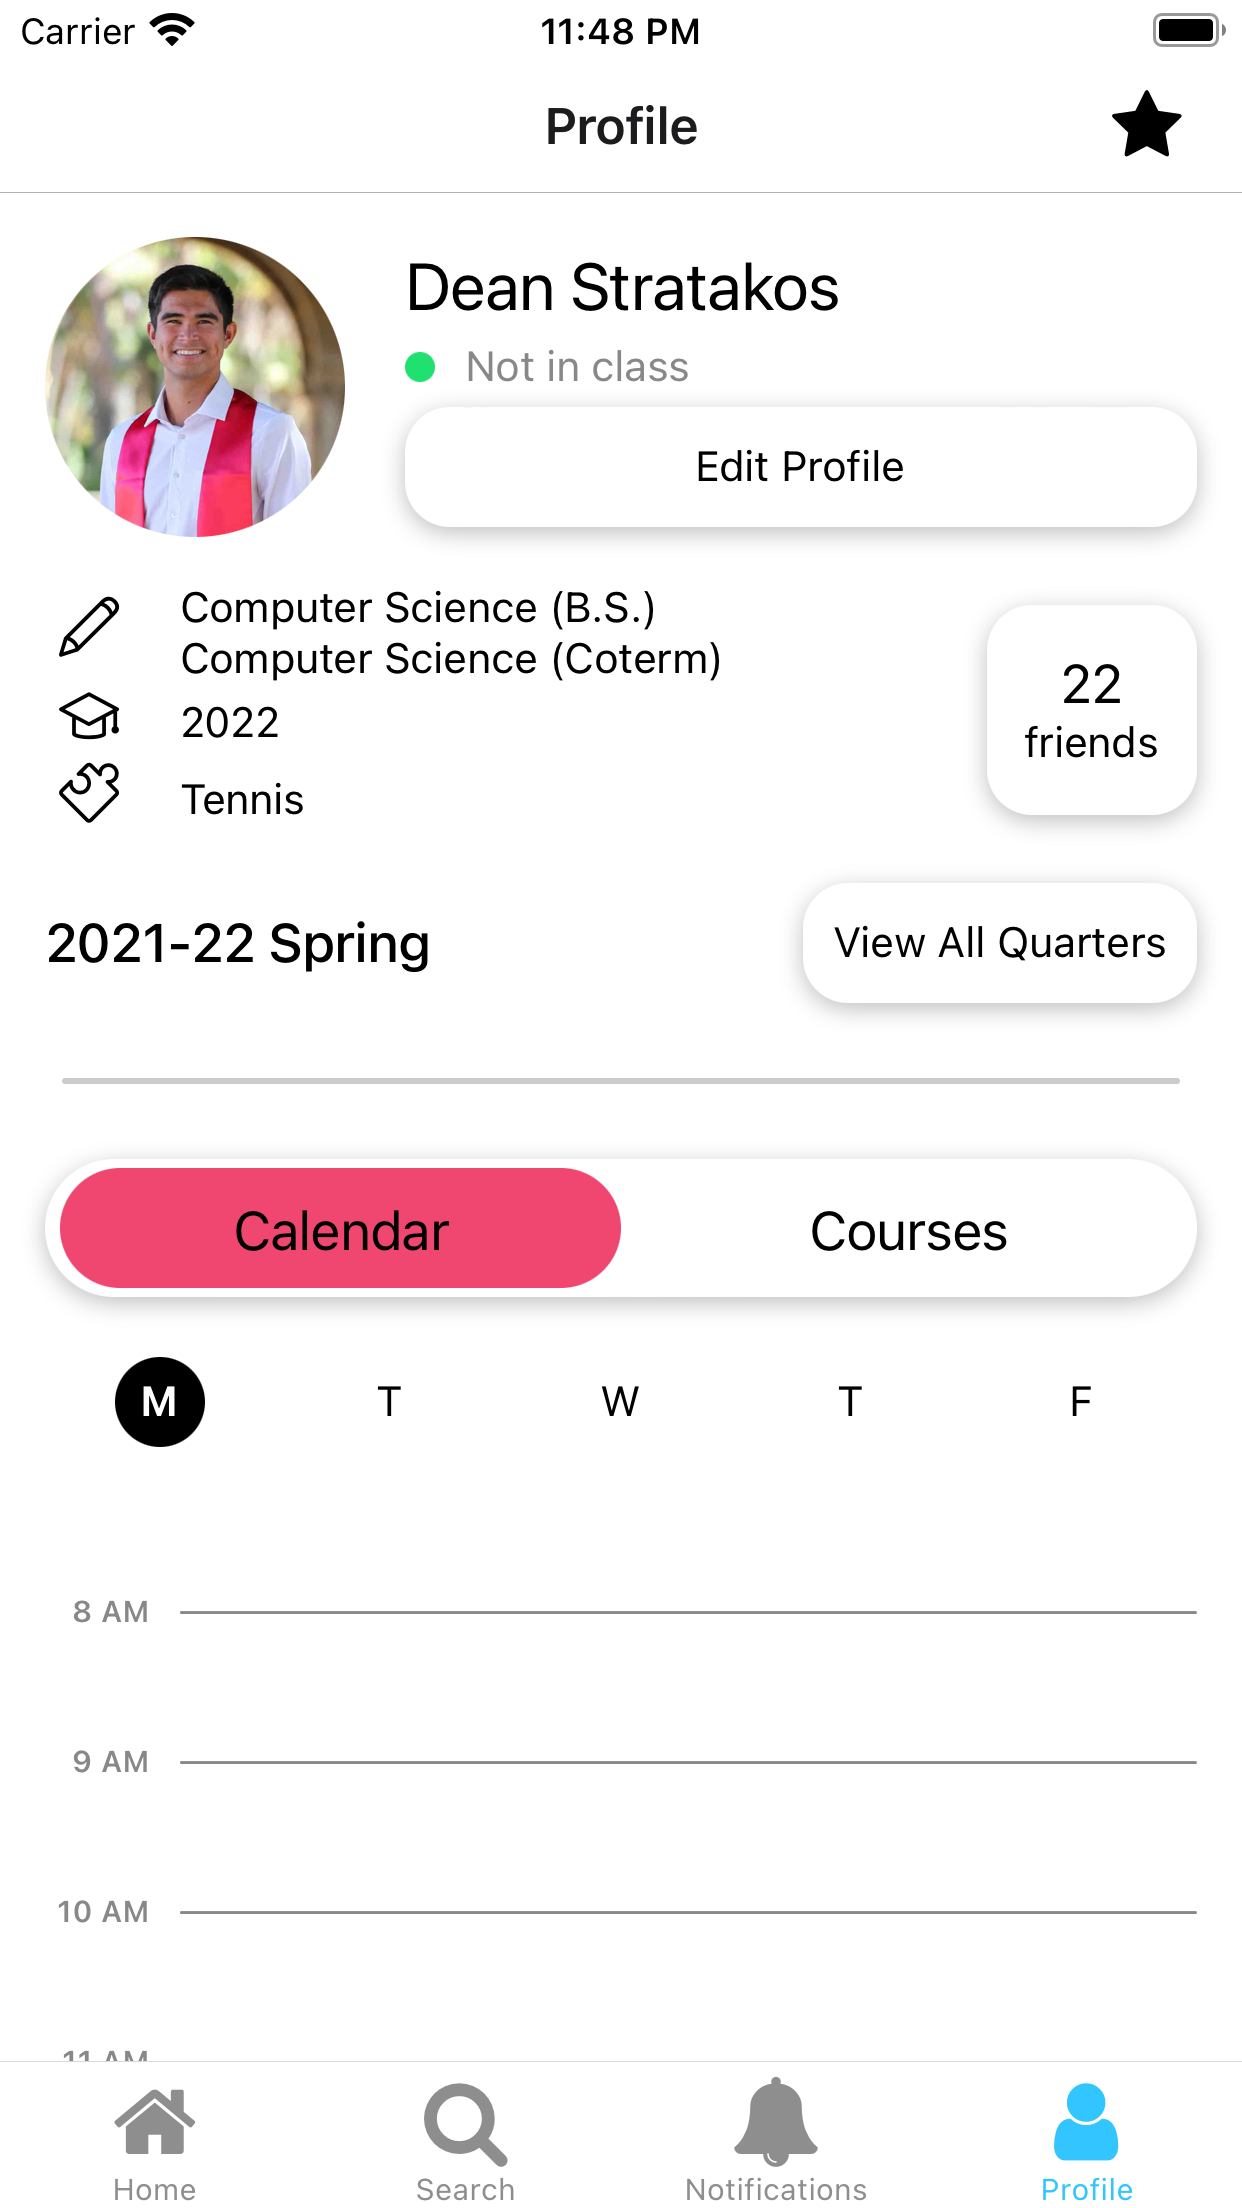 Carrier 11:48 PM
Profile
Dean Stratakos
Not in class
Edit Profile
Computer Science (B.S.)
Computer Science (Coterm)
2022
Tennis
22
friends
2021-22 Spring
View All Quarters
Calendar Courses
M T W T F
8 AM
9 AM
10 AM
11 AM
Home Search Notifications Profile